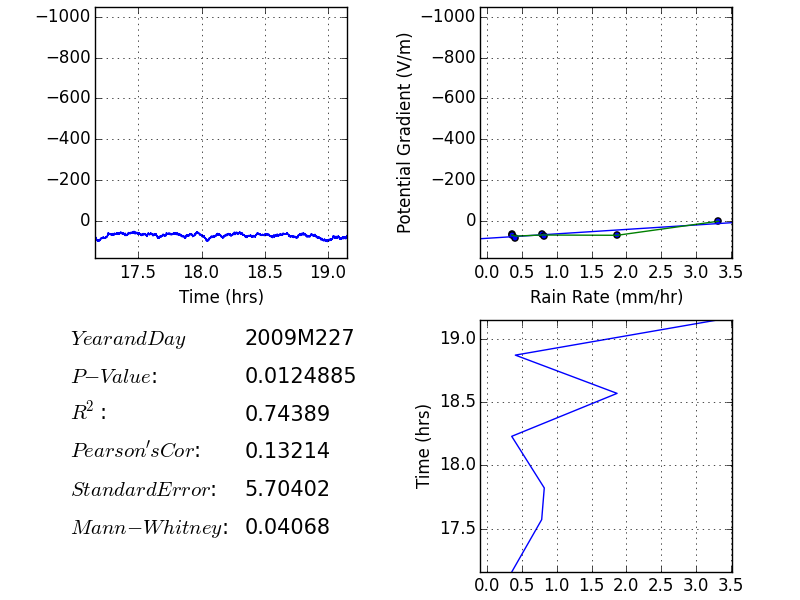 −1000
−800
−600
−400
−200
0
17.5 18.0 18.5 19.0
Time (hrs)
Potential Gradient (V/m)
−1000
−800
−600
−400
−200
0
0.0 0.5 1.0 1.5 2.0 2.5 3.0 3.5
Rain Rate (mm/hr)
YearandDay 2009M227
P−Value: 0.0124885
R²: 0.74389
Pearson'sCor: 0.13214
StandardError: 5.70402
Mann−Whitney: 0.04068
Time (hrs)
19.0
18.5
18.0
17.5
0.0 0.5 1.0 1.5 2.0 2.5 3.0 3.5